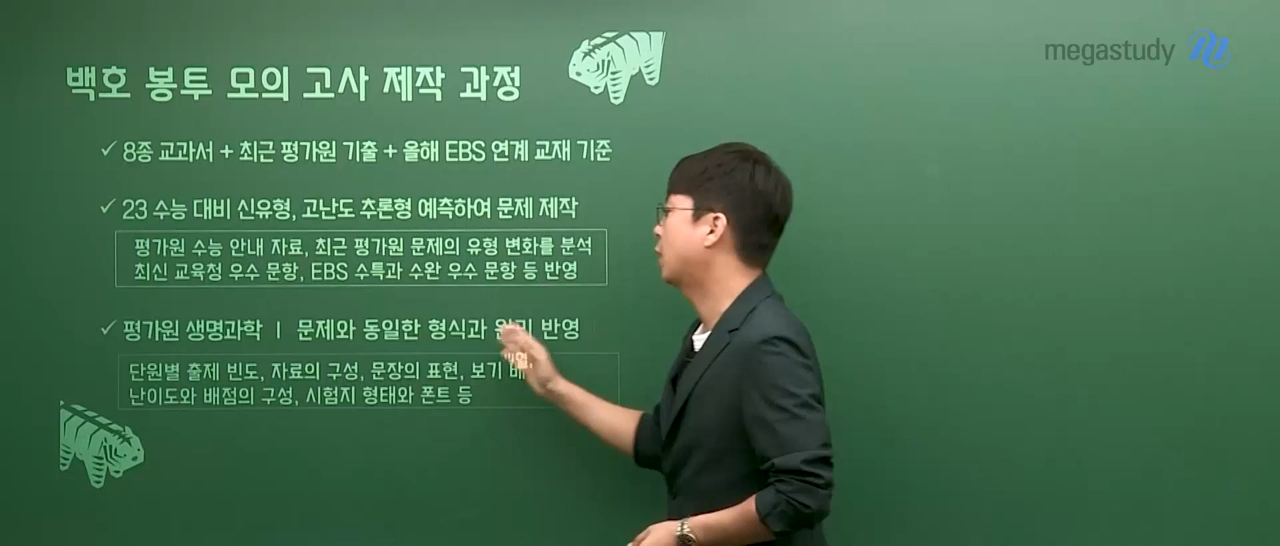 megastudy
백호 봉투 모의 고사 제작 과정
✓ 8종 교과서 + 최근 평가원 기출 + 올해 EBS 연계 교재 기준
✓ 23 수능 대비 신유형, 고난도 추론형 예측하여 문제 제작
평가원 수능 안내 자료, 최근 평가원 문제의 유형 변화를 분석
최신 교육청 우수 문항, EBS 수특과 수완 우수 문항 등 반영
✓ 평가원 생명과학 Ⅰ 문제와 동일한 형식과 반영
단원별 출제 빈도, 자료의 구성, 문장의 표현, 보기
난이도와 배점의 구성, 시험지 형태와 폰트 등